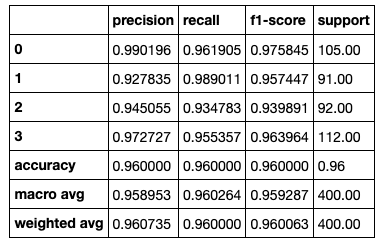 precision recall f1-score support
0 0.990196 0.961905 0.975845 105.00
1 0.927835 0.989011 0.957447 91.00
2 0.945055 0.934783 0.939891 92.00
3 0.972727 0.955357 0.963964 112.00
accuracy 0.960000 0.960000 0.960000 0.96
macro avg 0.958953 0.960264 0.959287 400.00
weighted avg 0.960735 0.960000 0.960063 400.00